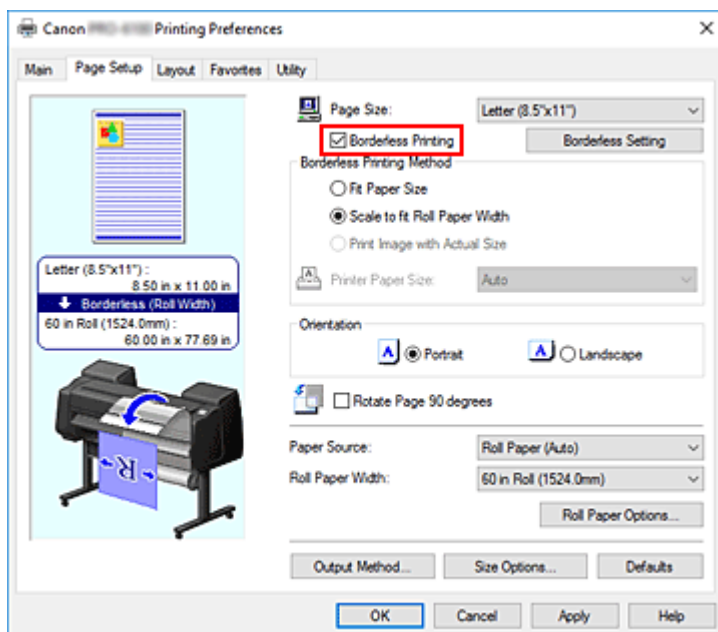 Canon Printing Preferences
Main Page Setup Layout Favorites Utility
Page Size: Letter (8.5"x11")
Borderless Printing Borderless Setting
Borderless Printing Method
Fit Paper Size
Scale to fit Roll Paper Width
Print Image with Actual Size
Printer Paper Size: Auto
Letter (8.5"x11") :
8.50 in x 11.00 in
Borderless (Roll Width)
60 in Roll (1524.0mm) :
60.00 in x 77.69 in
R
Orientation
A Portrait A Landscape
Rotate Page 90 degrees
Paper Source: Roll Paper (Auto)
Roll Paper Width: 60 in Roll (1524.0mm)
Roll Paper Options...
Output Method... Size Options... Defaults
OK Cancel Apply Help